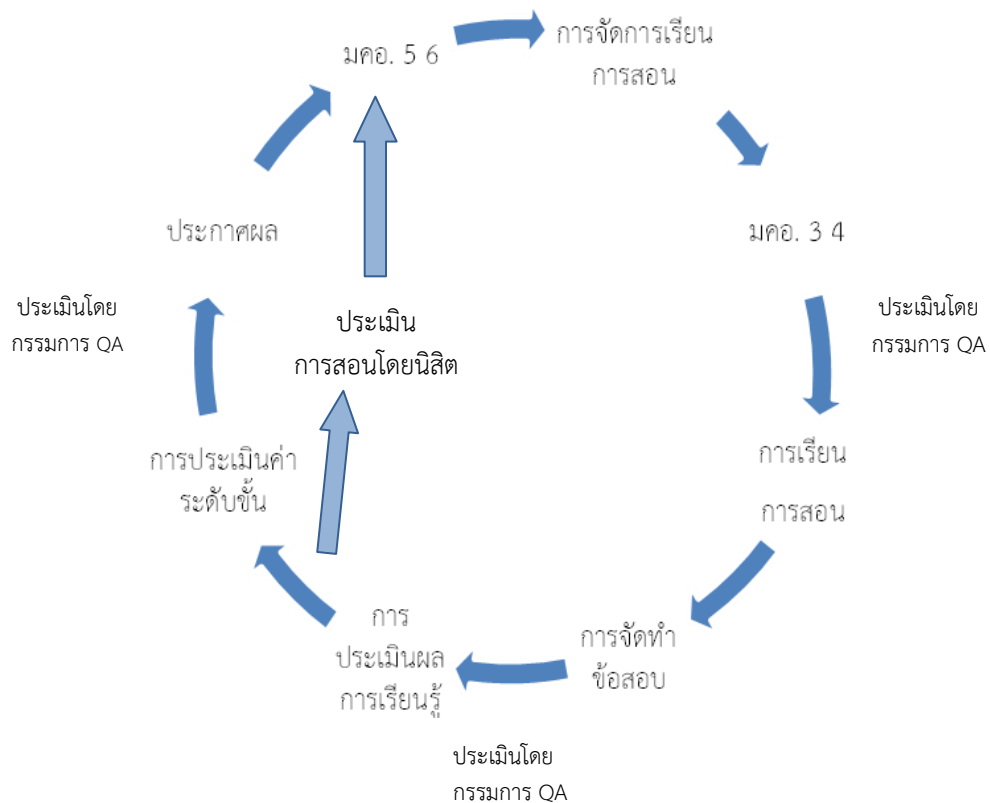 มคอ. 5 6
การจัดการเรียน
การสอน
มคอ. 3 4
ประเมินโดย
กรรมการ QA
การเรียน
การสอน
การจัดทำ
ข้อสอบ
ประเมินโดย
กรรมการ QA
การ
ประเมินผล
การเรียนรู้
การประเมินค่า
ระดับขั้น
ประเมินโดย
กรรมการ QA
ประกาศผล
ประเมิน
การสอนโดยนิสิต